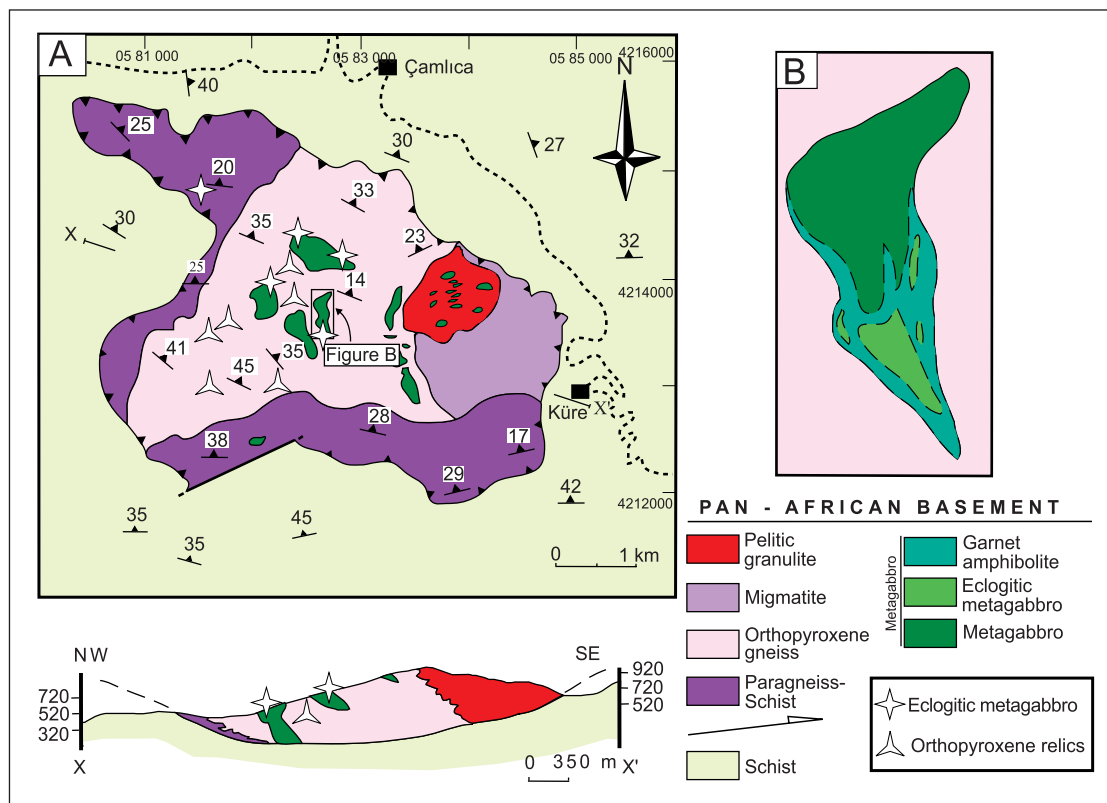 A
05 81 000
05 83 000
05 85 000
4216000
N
Çamlıca
40
25
30
27
20
33
X
30
35
23
32
25
14
4214000
41
45
35
Figure B
Küre
X'
28
38
17
29
42
4212000
35
45
35
0 1 km
B
PAN - AFRICAN BASEMENT
Pelitic
granulite
Migmatite
Orthopyroxene
gneiss
Paragneiss-
Schist
Schist
Metagabbro
Garnet
amphibolite
Eclogitic
metagabbro
Metagabbro
Eclogitic metagabbro
Orthopyroxene relics
NW
SE
720
520
320
920
720
520
X
X'
0 350 m